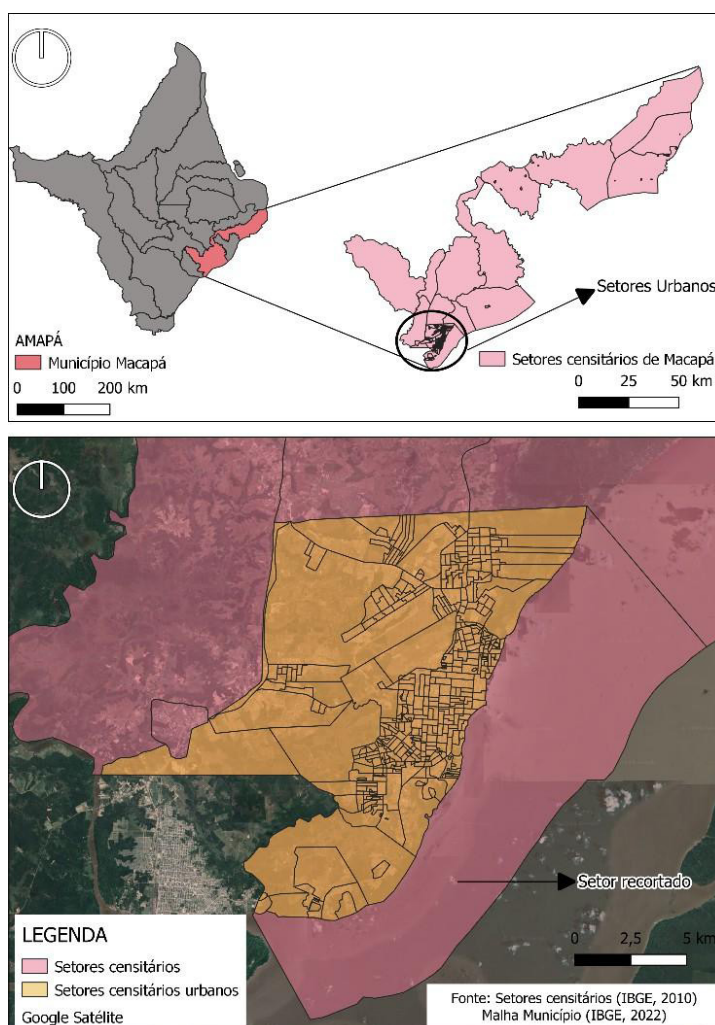 Setores Urbanos
AMAPÁ
Município Macapá
0 100 200 km
Setores censitários de Macapá
0 25 50 km
Setor recortado
LEGENDA
Setores censitários
Setores censitários urbanos
Google Satélite
0 2,5 5 km
Fonte: Setores censitários (IBGE, 2010)
Malha Município (IBGE, 2022)